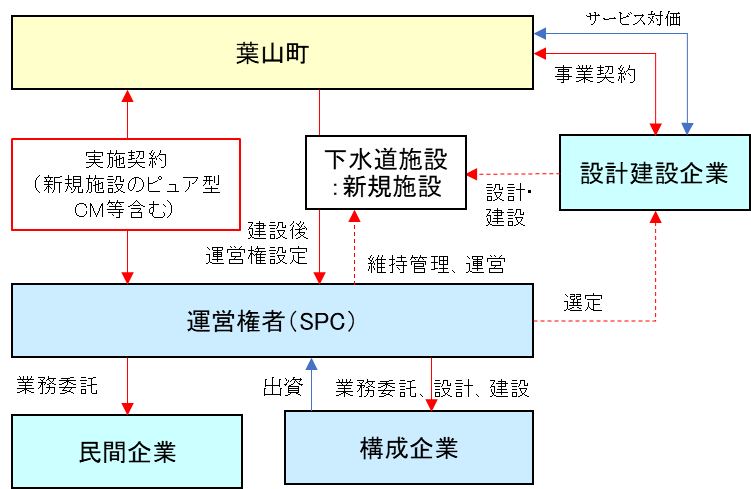 サービス対価
葉山町
事業契約
実施契約
（新規施設のピュア型
CM等含む）
下水道施設
：新規施設
設計建設企業
設計・
建設
建設後
運営権設定
維持管理、運営
運営権者（SPC）
選定
業務委託
出資
業務委託、設計、建設
民間企業
構成企業